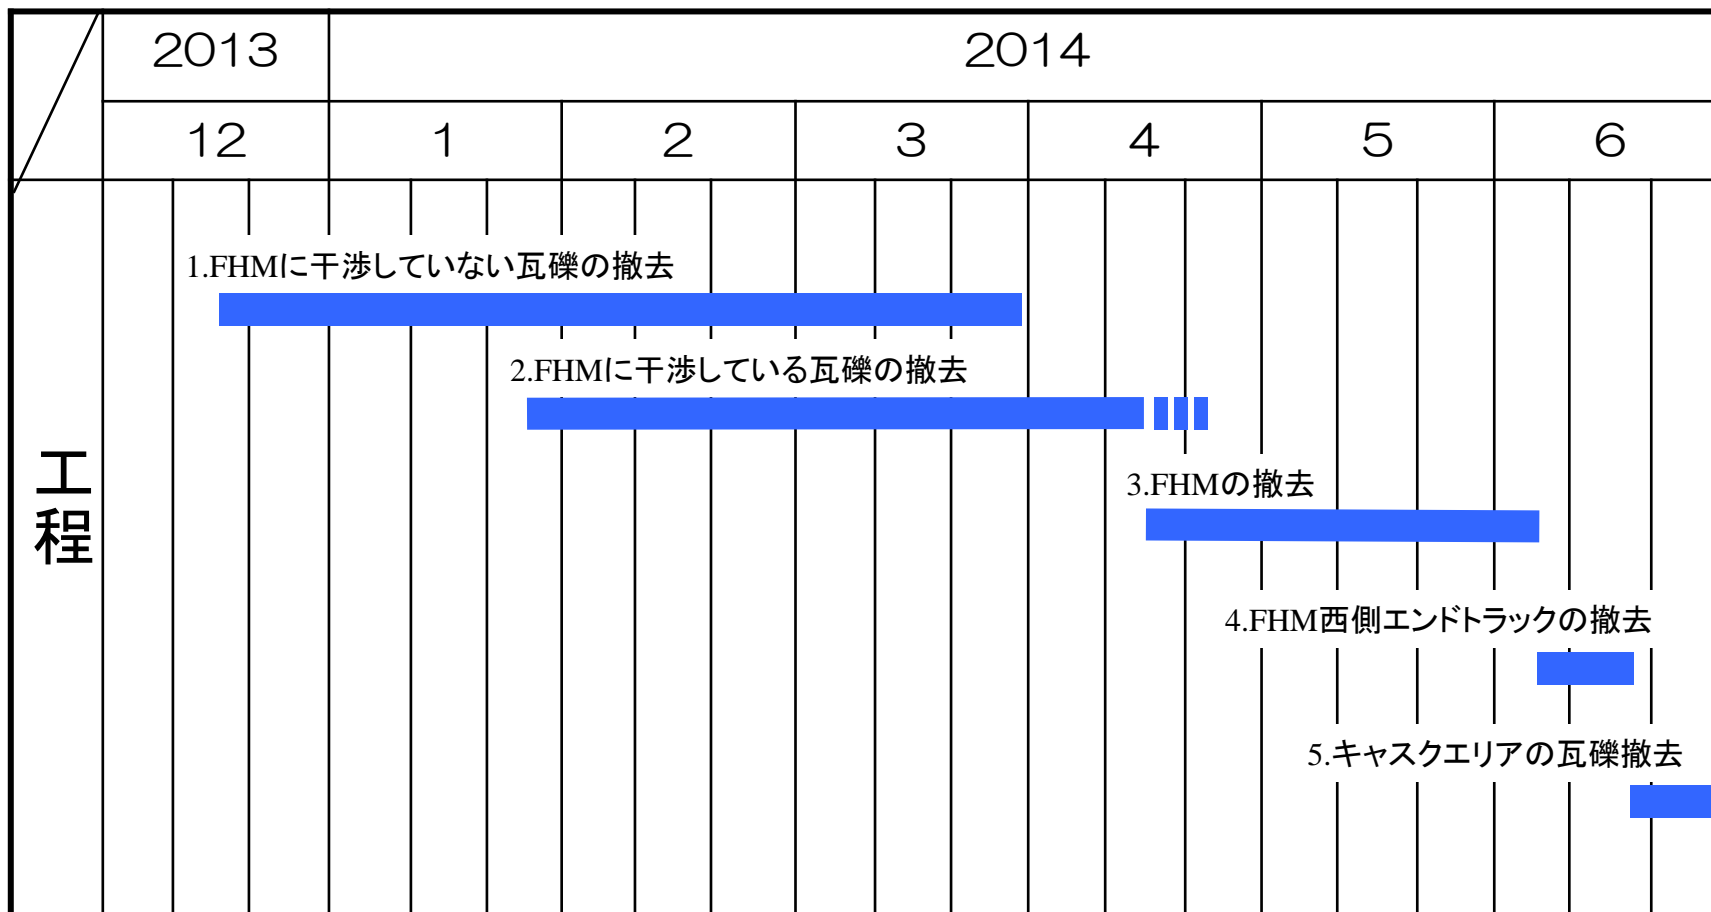 2013 2014
12 1 2 3 4 5 6
1.FHMに干渉していない瓦礫の撤去
2.FHMに干渉している瓦礫の撤去
工程
3.FHMの撤去
4.FHM西側エンドトラックの撤去
5.キャスクエリアの瓦礫撤去